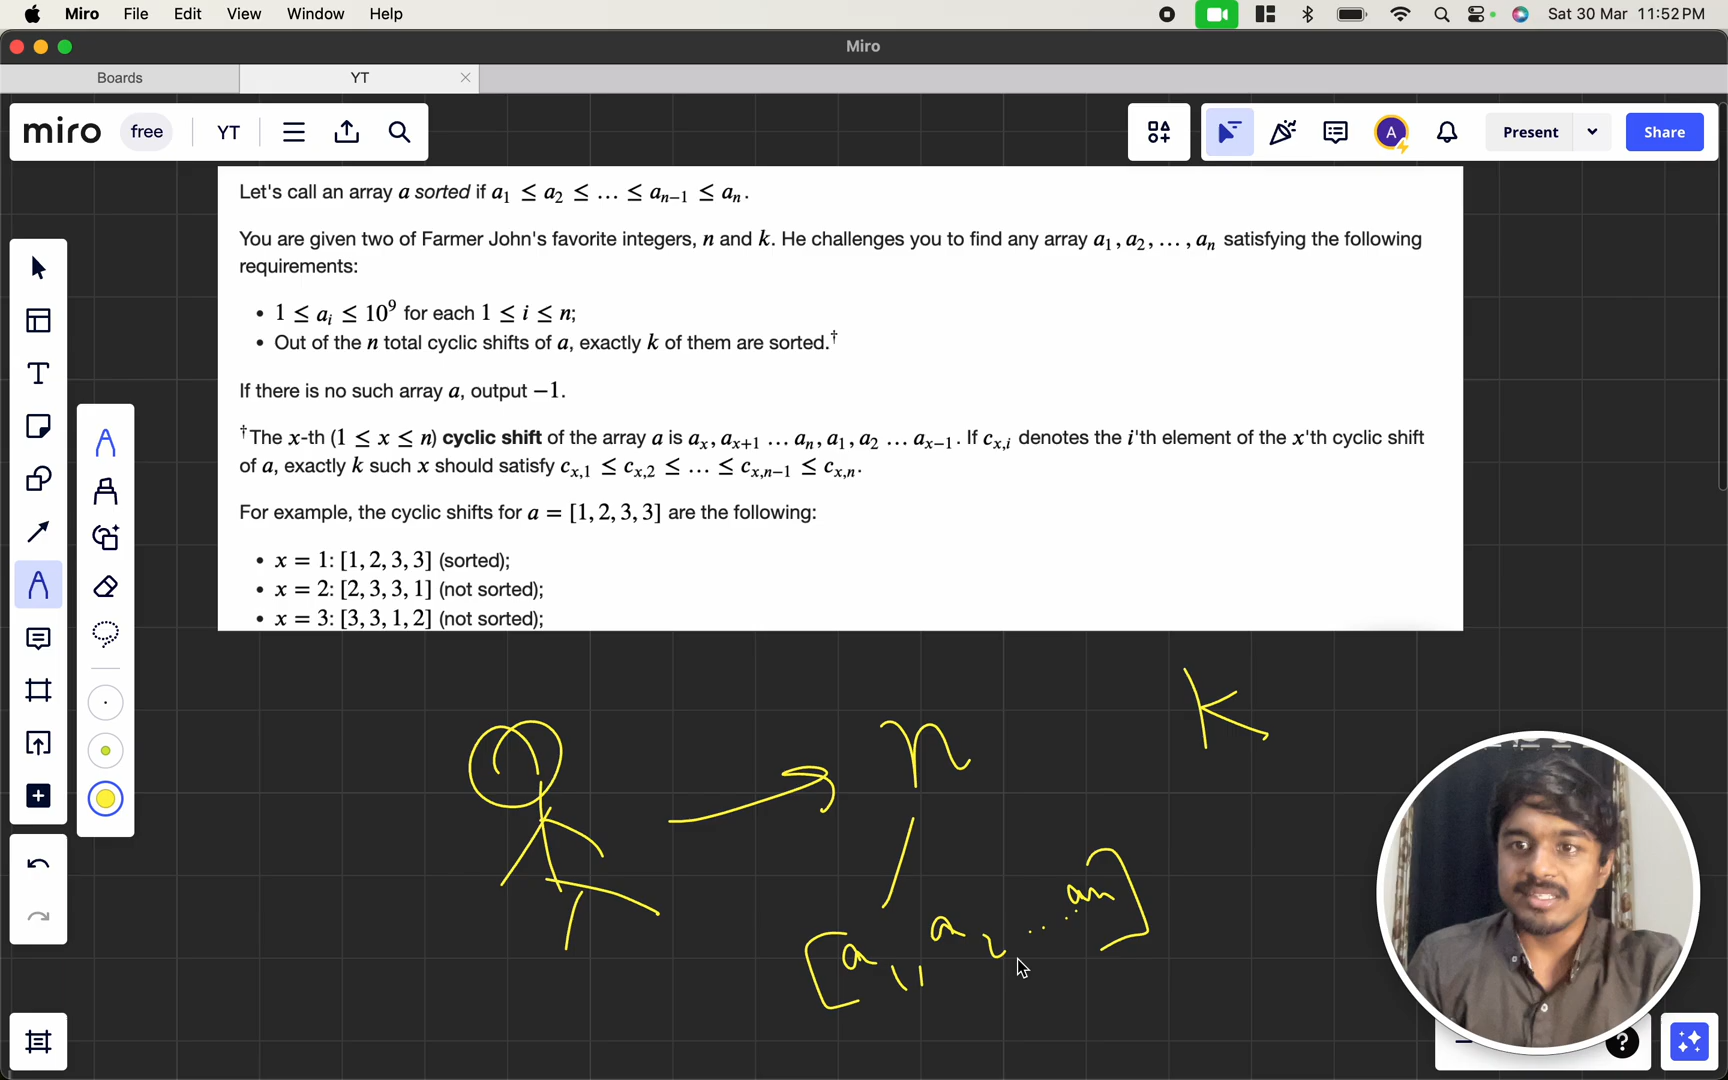 Miro File Edit View Window Help Sat 30 Mar 11:52 PM
Miro
Boards YT
miro free YT A Present Share
Let's call an array a sorted if a₁ ≤ a₂ ≤ … ≤ aₙ₋₁ ≤ aₙ.
You are given two of Farmer John's favorite integers, n and k. He challenges you to find any array a₁, a₂, …, aₙ satisfying the following
requirements:
• 1 ≤ aᵢ ≤ 10⁹ for each 1 ≤ i ≤ n;
• Out of the n total cyclic shifts of a, exactly k of them are sorted.†
If there is no such array a, output −1.
†The x-th (1 ≤ x ≤ n) cyclic shift of the array a is aₓ, aₓ₊₁ … aₙ, a₁, a₂ … aₓ₋₁. If cₓ,ᵢ denotes the i'th element of the x'th cyclic shift
of a, exactly k such x should satisfy cₓ,₁ ≤ cₓ,₂ ≤ … ≤ cₓ,ₙ₋₁ ≤ cₓ,ₙ.
For example, the cyclic shifts for a = [1, 2, 3, 3] are the following:
• x = 1: [1, 2, 3, 3] (sorted);
• x = 2: [2, 3, 3, 1] (not sorted);
• x = 3: [3, 3, 1, 2] (not sorted);
n K
[a₁, a₂ ... an]
?